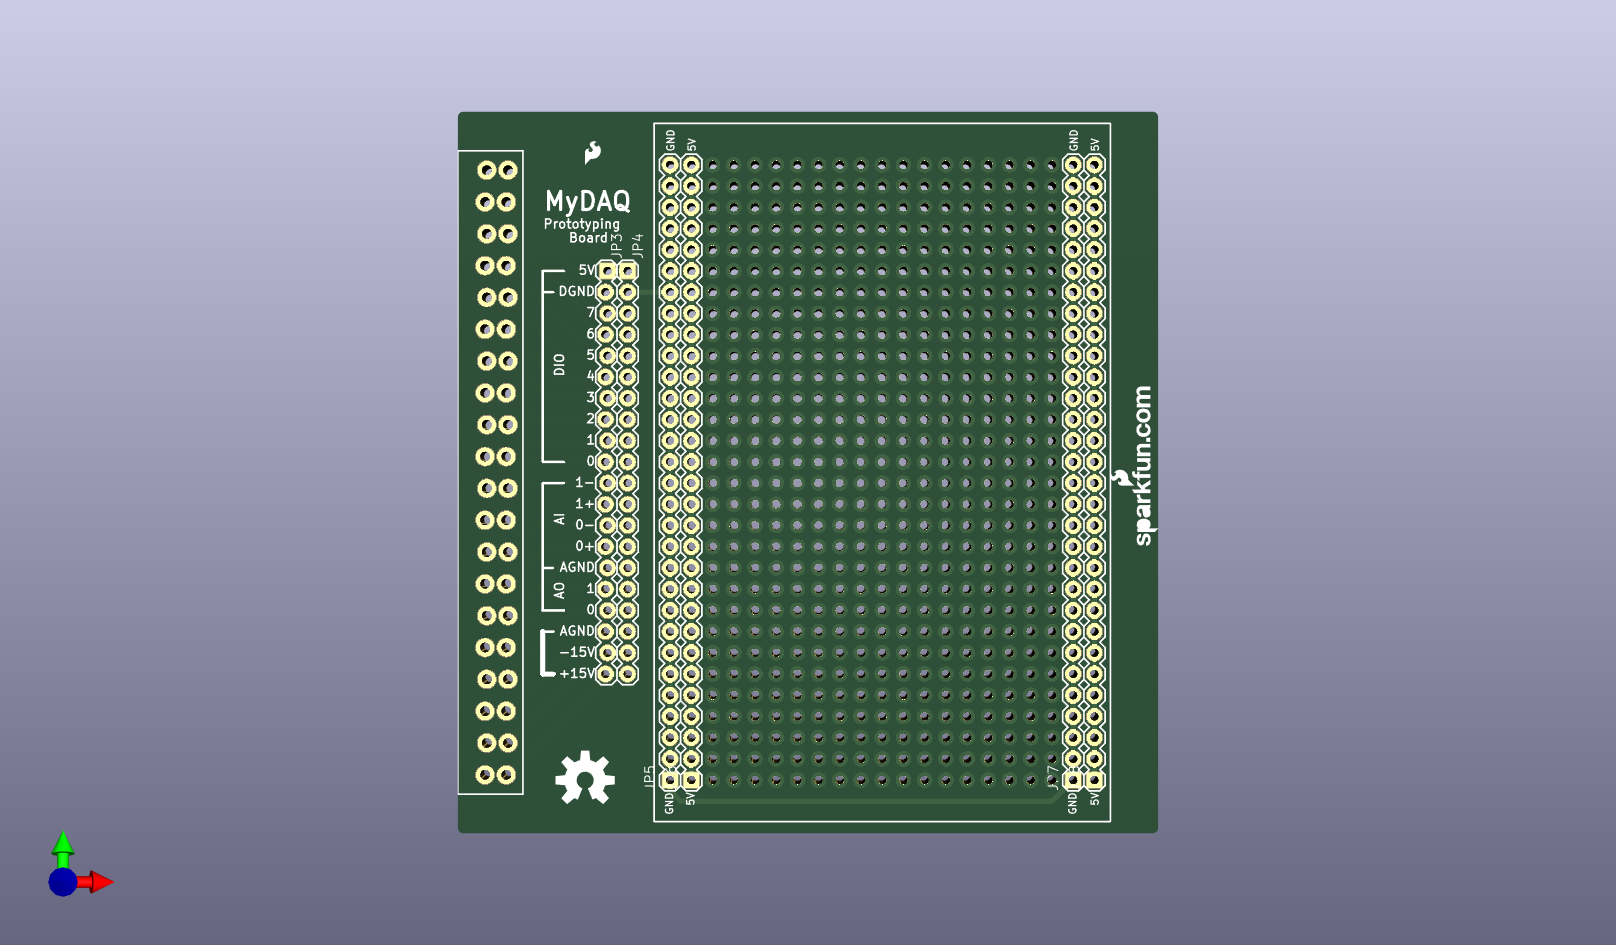 GND
5V
GND
5V
MyDAQ
Prototyping
Board
JP3
JP4
5V
DGND
7
6
5
4
3
2
1
0
DIO
1-
1+
0-
0+
AI
AGND
1
0
AO
AGND
-15V
+15V
sparkfun.com
JP5
JP7
GND
5V
GND
5V